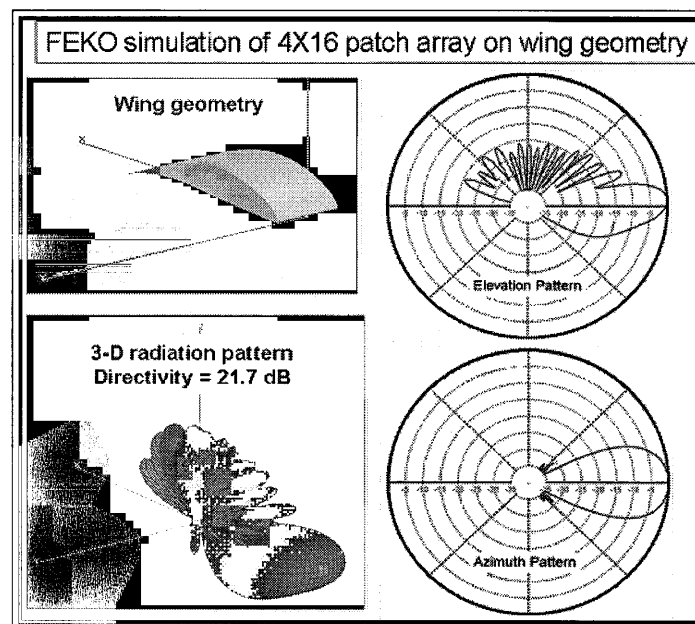 FEKO simulation of 4X16 patch array on wing geometry
Wing geometry
Elevation Pattern
3-D radiation pattern
Directivity = 21.7 dB
Azimuth Pattern